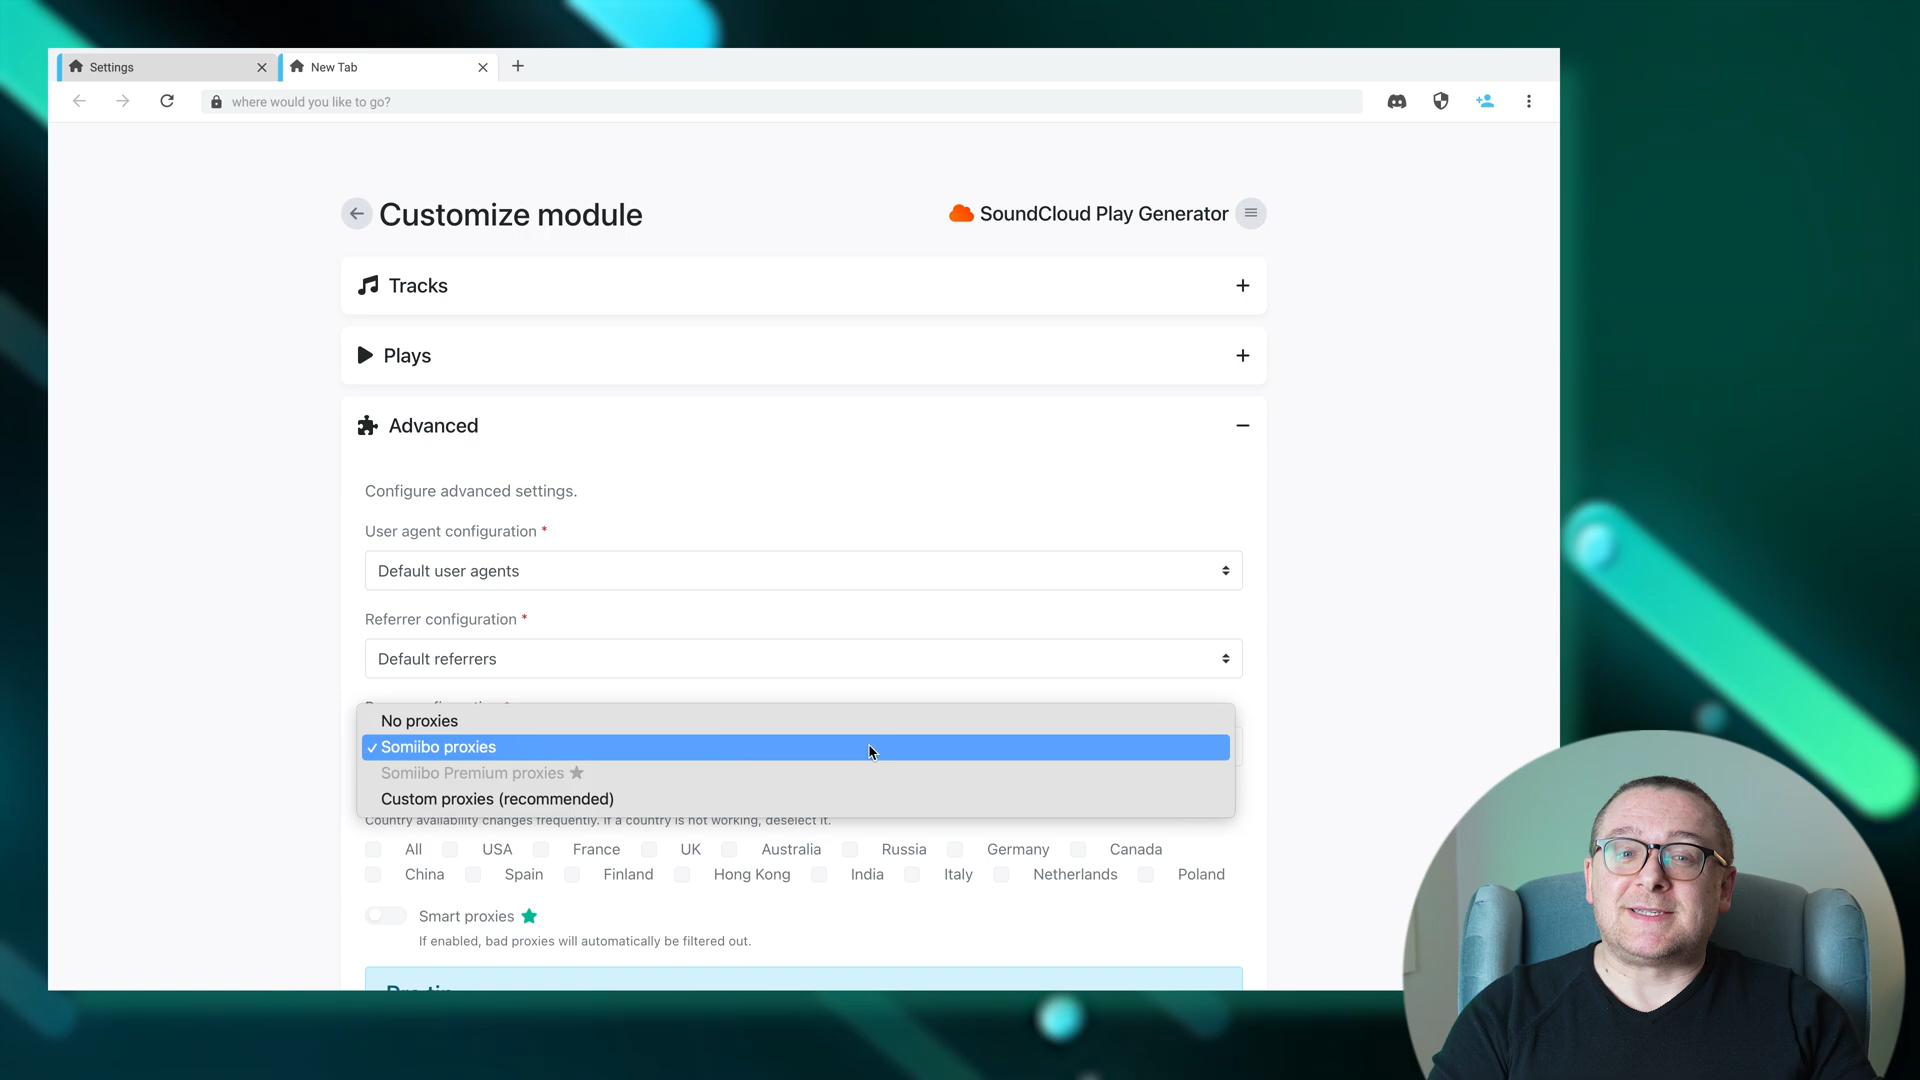 Settings
New Tab
where would you like to go?
Customize module
SoundCloud Play Generator
Tracks
Plays
Advanced
Configure advanced settings.
User agent configuration *
Default user agents
Referrer configuration *
Default referrers
No proxies
✓ Somiibo proxies
Somiibo Premium proxies ★
Custom proxies (recommended)
Country availability changes frequently. If a country is not working, deselect it.
All USA France UK Australia Russia Germany Canada
China Spain Finland Hong Kong India Italy Netherlands Poland
Smart proxies ★
If enabled, bad proxies will automatically be filtered out.